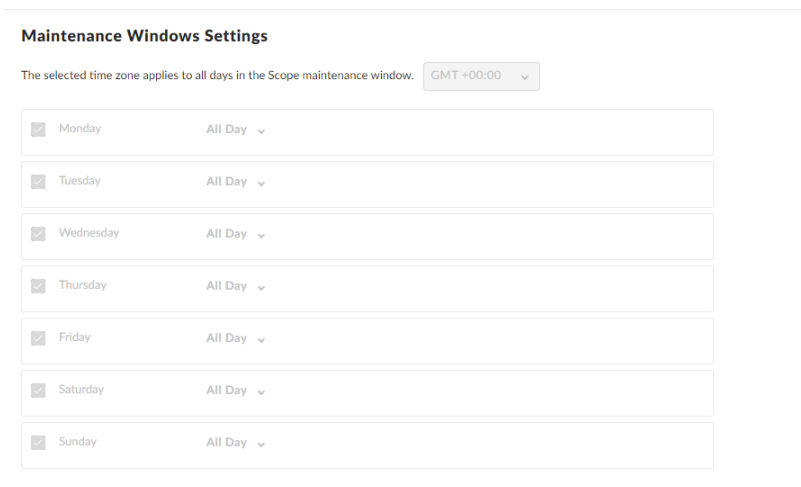 Maintenance Windows Settings
The selected time zone applies to all days in the Scope maintenance window. GMT +00:00
Monday All Day
Tuesday All Day
Wednesday All Day
Thursday All Day
Friday All Day
Saturday All Day
Sunday All Day